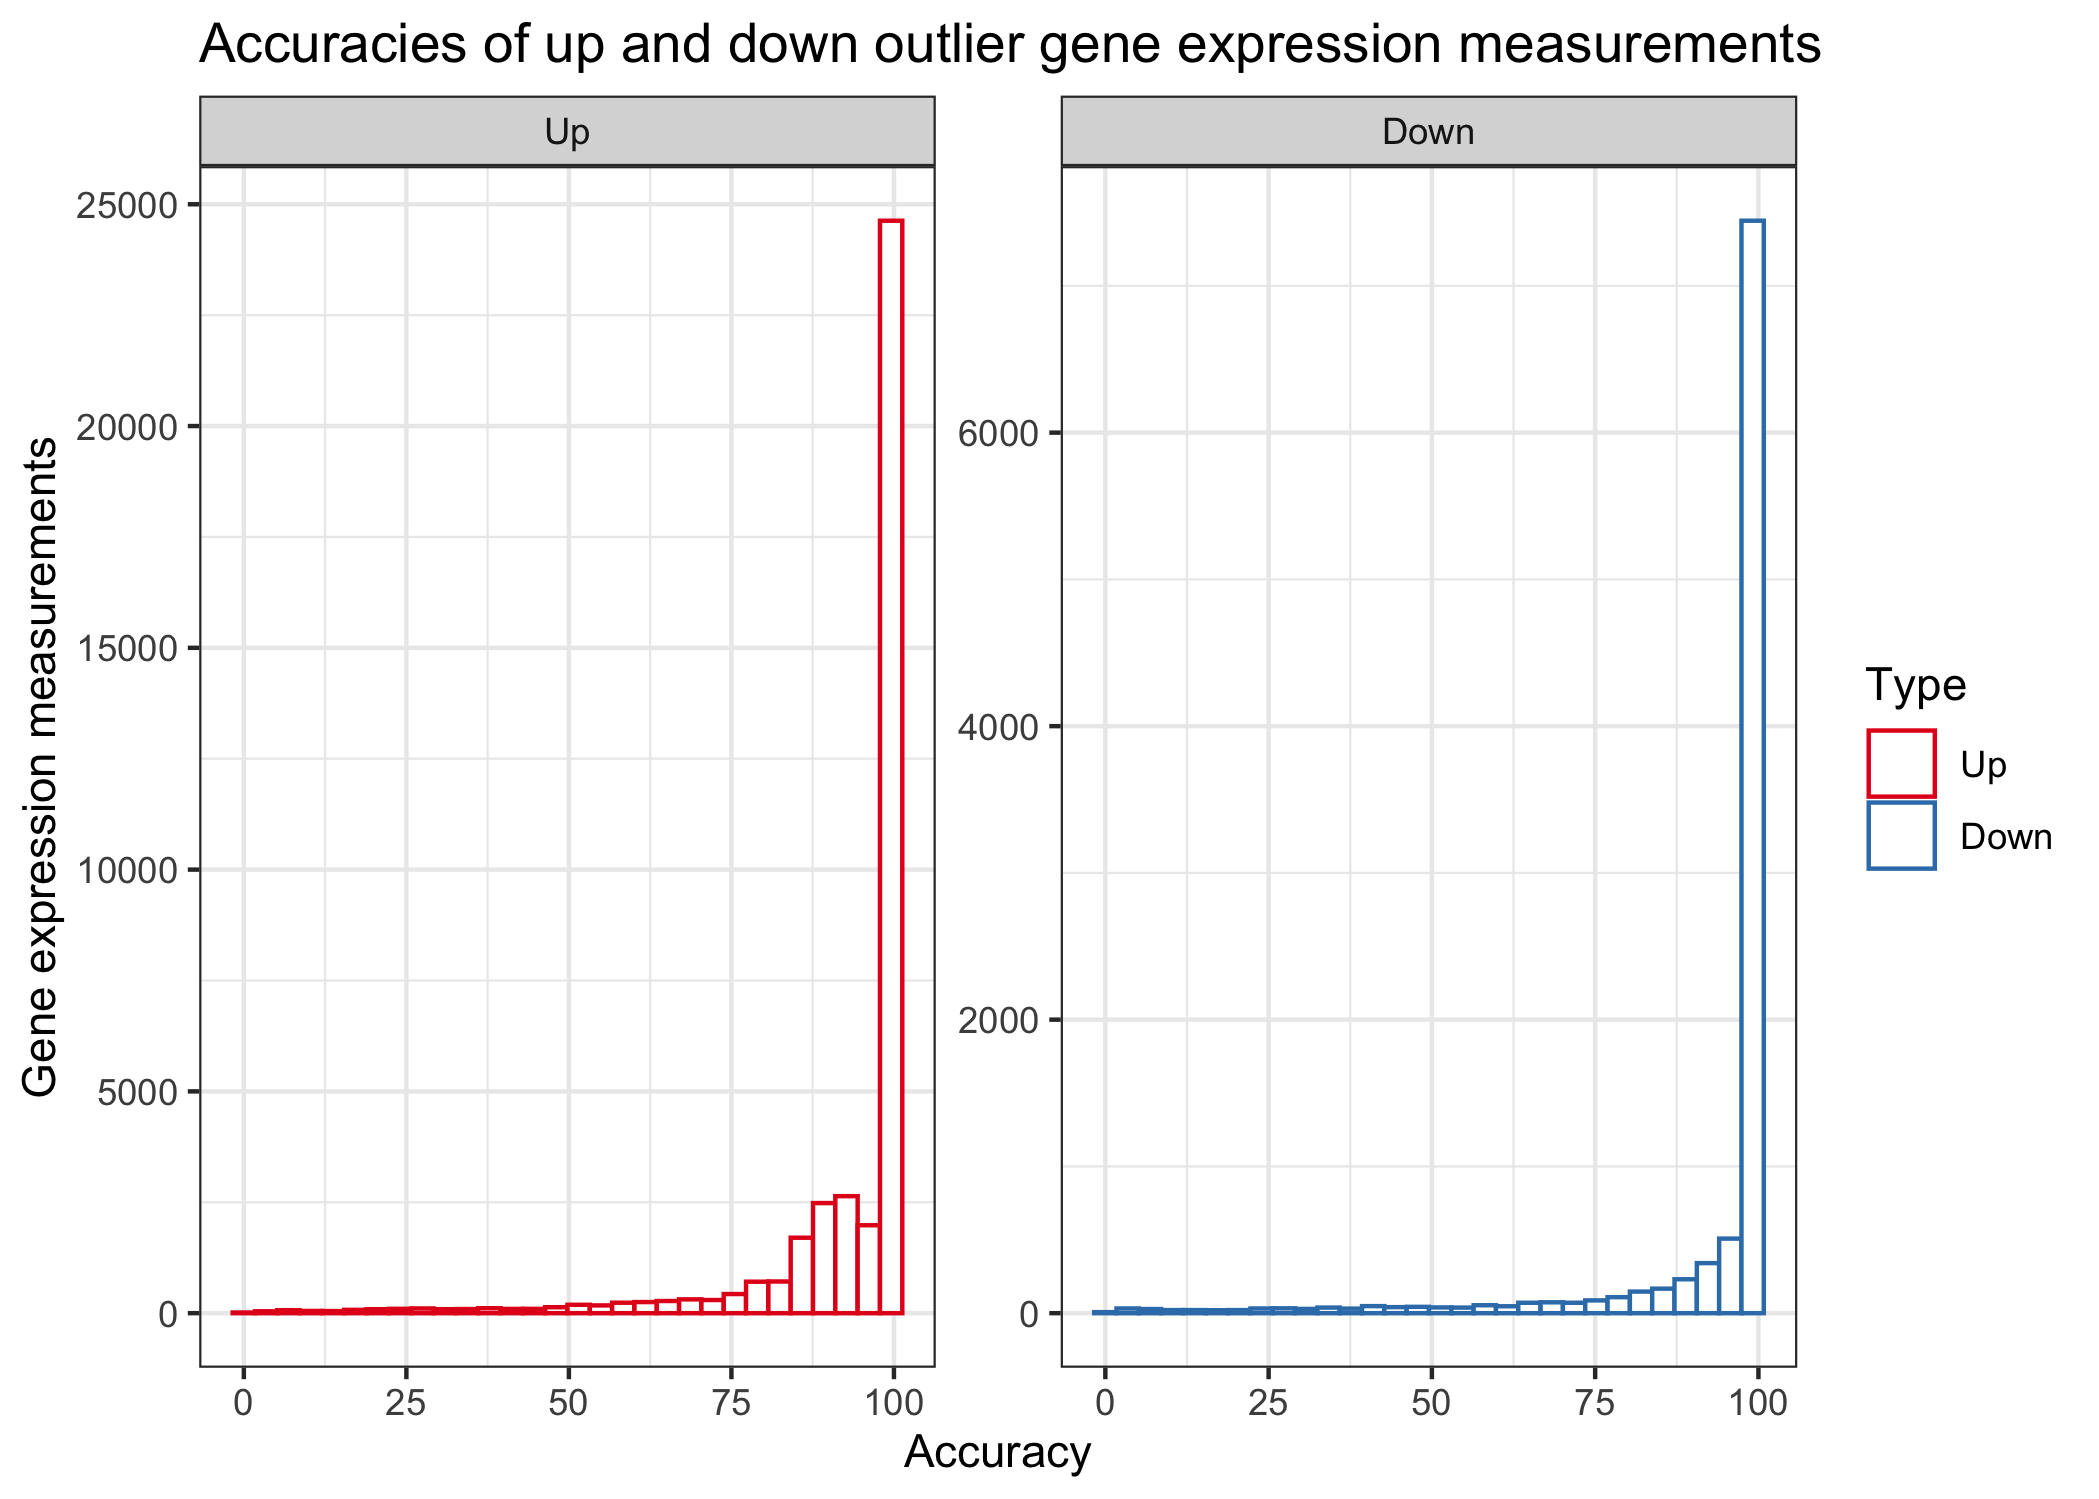 Accuracies of up and down outlier gene expression measurements
Up
Down
Gene expression measurements
25000
20000
15000
10000
5000
0
6000
4000
2000
0
0 25 50 75 100
0 25 50 75 100
Accuracy
Type
Up
Down